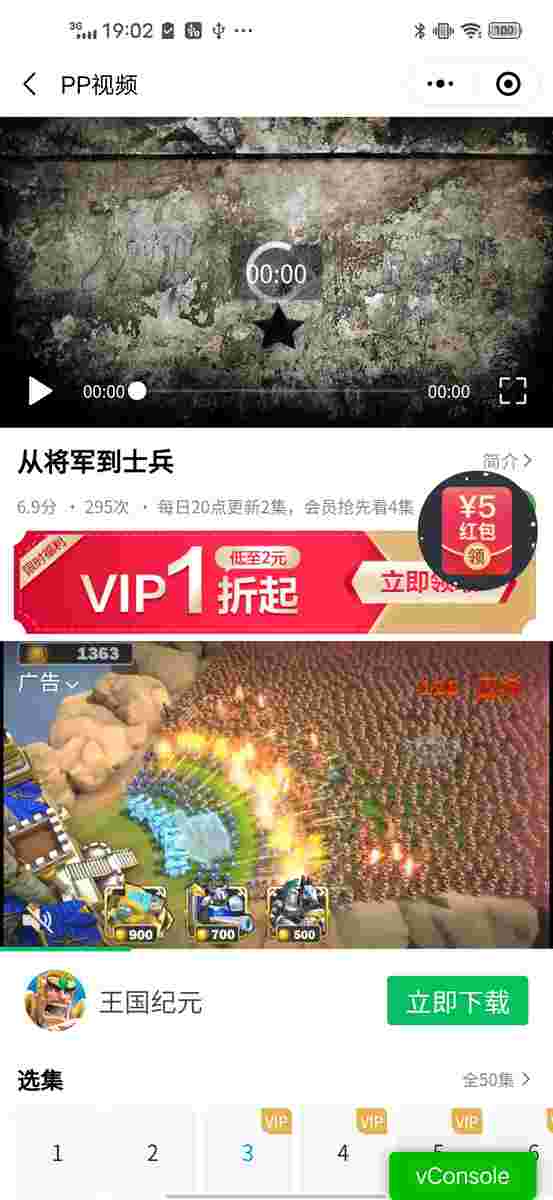 3G 19:02 100
PP视频
00:00
00:00 00:00
从将军到士兵
简介
6.9分 · 295次 · 每日20点更新2集，会员抢先看4集
¥5
红包
领
限时福利
VIP1折起
低至2元
立即领
1363
广告
900 700 500
王国纪元
立即下载
选集
全50集
VIP VIP VIP
1 2 3 4 5 6
vConsole